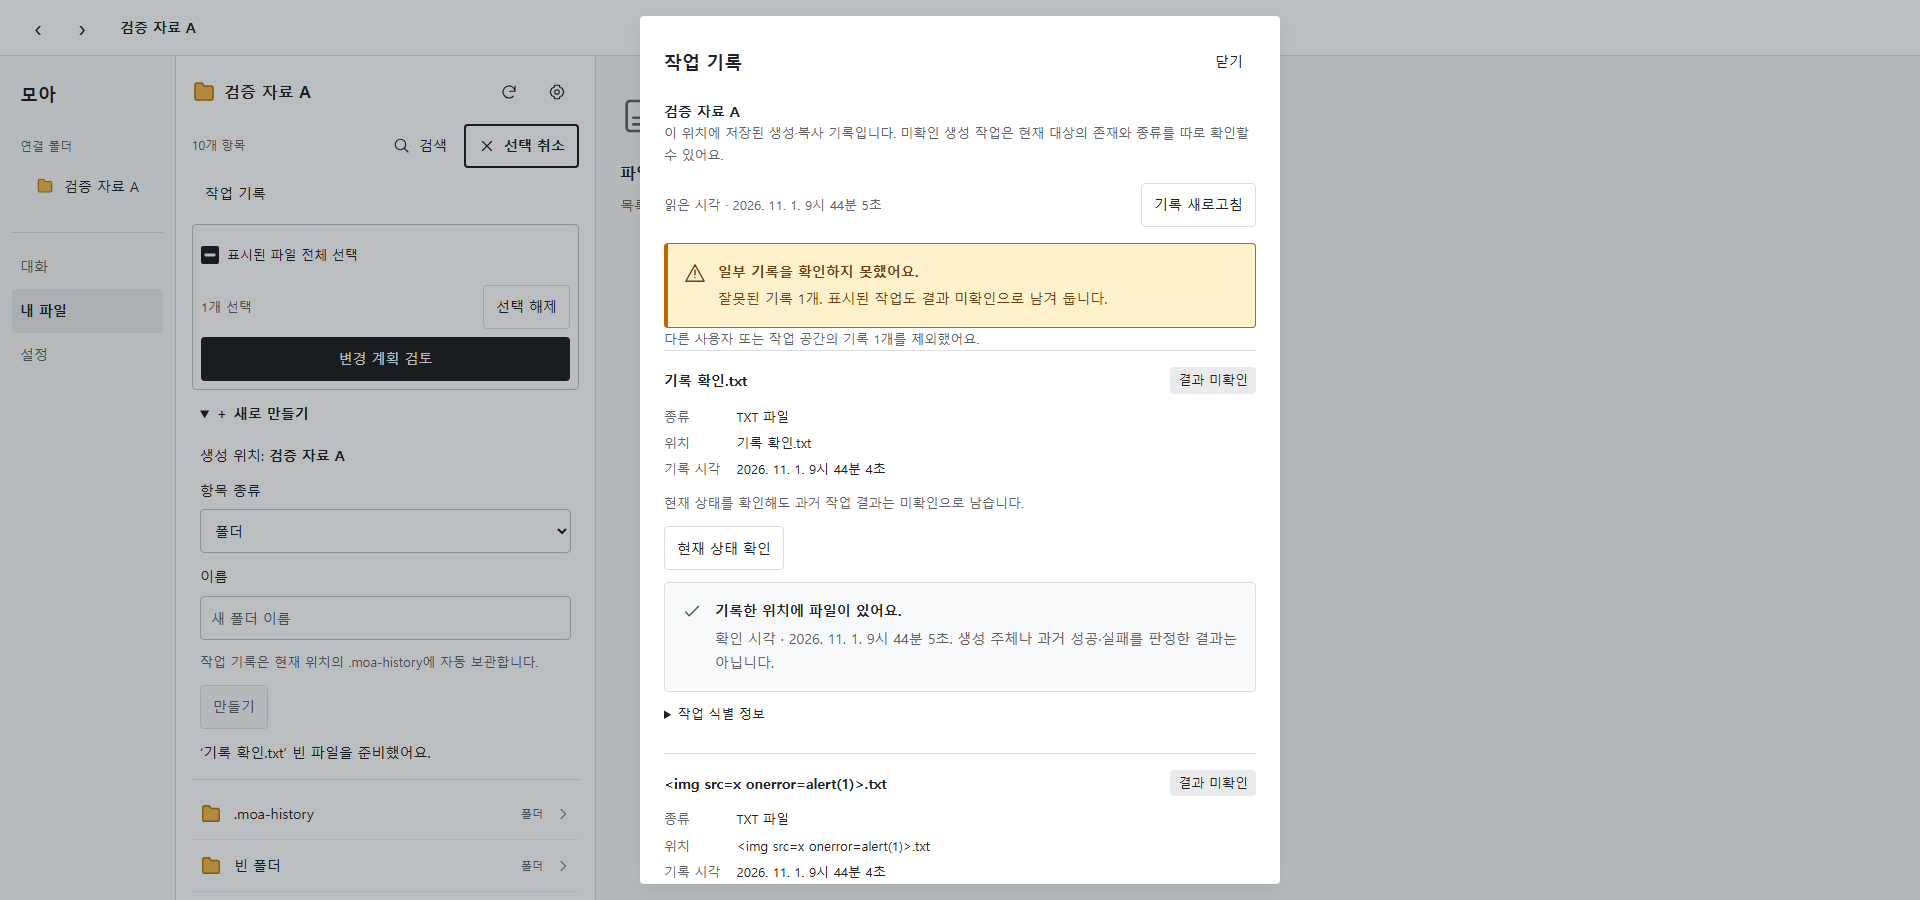 검증 자료 A
모아
연결 폴더
검증 자료 A
대화
내 파일
설정
검증 자료 A
10개 항목
검색
선택 취소
작업 기록
표시된 파일 전체 선택
1개 선택
선택 해제
변경 계획 검토
+ 새로 만들기
생성 위치: 검증 자료 A
항목 종류
폴더
이름
새 폴더 이름
작업 기록은 현재 위치의 .moa-history에 자동 보관합니다.
만들기
‘기록 확인.txt’ 빈 파일을 준비했어요.
.moa-history
폴더
빈 폴더
폴더
작업 기록
닫기
검증 자료 A
이 위치에 저장된 생성·복사 기록입니다. 미확인 생성 작업은 현재 대상의 존재와 종류를 따로 확인할
수 있어요.
읽은 시각 · 2026. 11. 1. 9시 44분 5초
기록 새로고침
일부 기록을 확인하지 못했어요.
잘못된 기록 1개. 표시된 작업도 결과 미확인으로 남겨 둡니다.
다른 사용자 또는 작업 공간의 기록 1개를 제외했어요.
기록 확인.txt
결과 미확인
종류
TXT 파일
위치
기록 확인.txt
기록 시각
2026. 11. 1. 9시 44분 4초
현재 상태를 확인해도 과거 작업 결과는 미확인으로 남습니다.
현재 상태 확인
기록한 위치에 파일이 있어요.
확인 시각 · 2026. 11. 1. 9시 44분 5초. 생성 주체나 과거 성공·실패를 판정한 결과는
아닙니다.
작업 식별 정보
<img src=x onerror=alert(1)>.txt
결과 미확인
종류
TXT 파일
위치
<img src=x onerror=alert(1)>.txt
기록 시각
2026. 11. 1. 9시 44분 4초